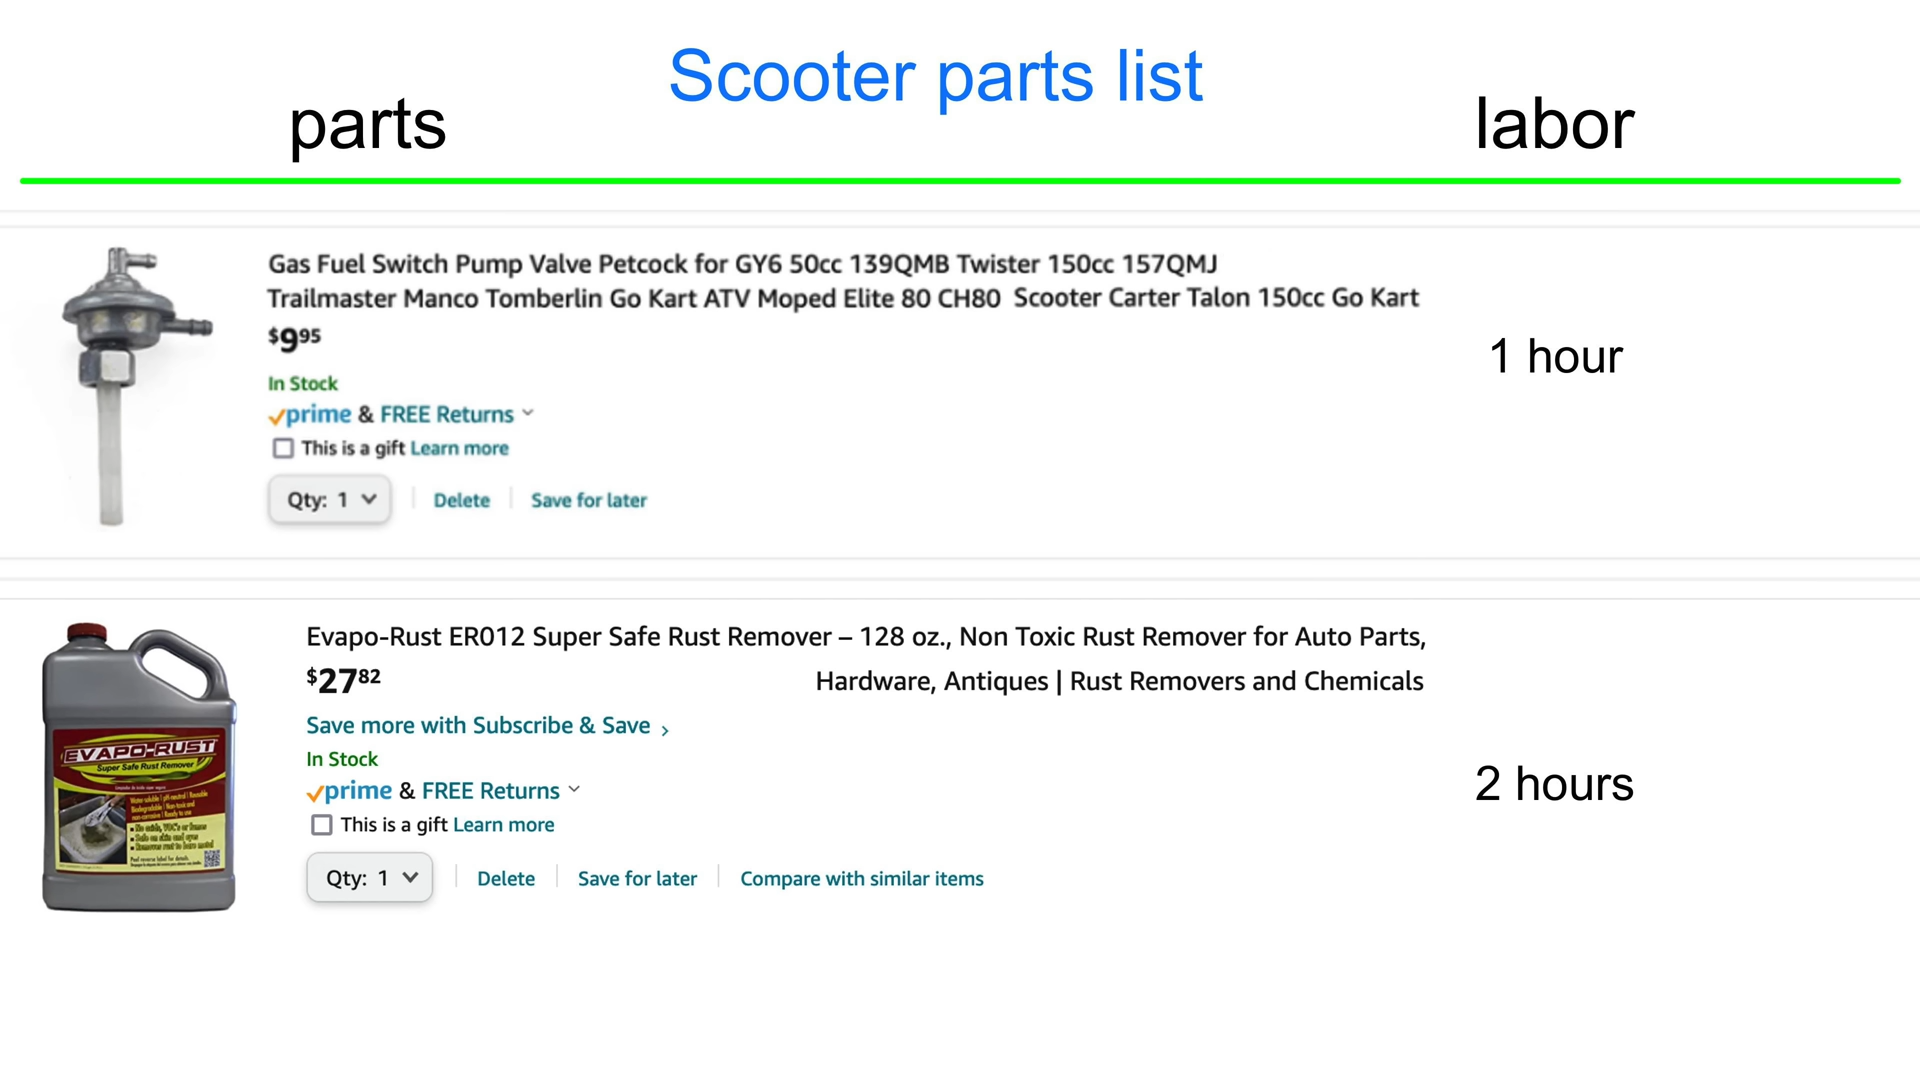 Scooter parts list
parts
labor
Gas Fuel Switch Pump Valve Petcock for GY6 50cc 139QMB Twister 150cc 157QMJ
Trailmaster Manco Tomberlin Go Kart ATV Moped Elite 80 CH80 Scooter Carter Talon 150cc Go Kart
$995
In Stock
prime & FREE Returns
This is a gift Learn more
Qty: 1
Delete
Save for later
1 hour
Evapo-Rust ER012 Super Safe Rust Remover – 128 oz., Non Toxic Rust Remover for Auto Parts,
$2782
Hardware, Antiques | Rust Removers and Chemicals
Save more with Subscribe & Save ›
In Stock
prime & FREE Returns
This is a gift Learn more
Qty: 1
Delete
Save for later
Compare with similar items
2 hours
EVAPO-RUST
Super Safe Rust Remover